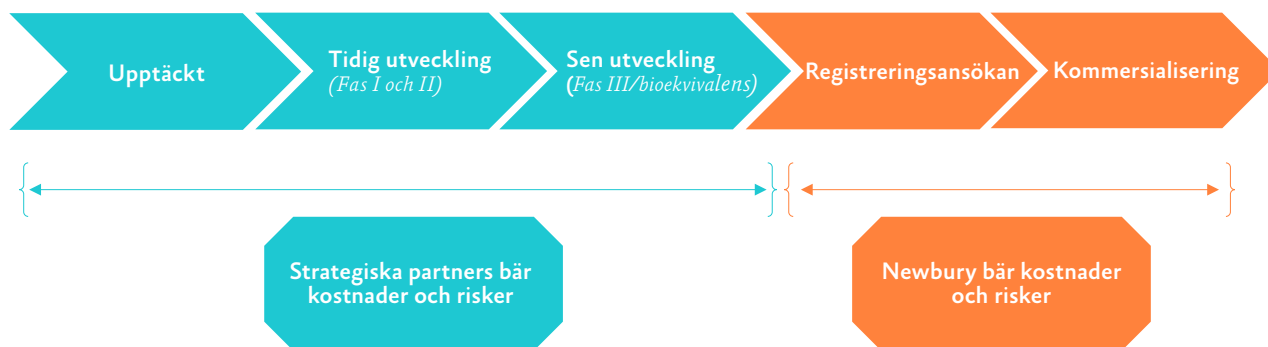 Upptäckt
Tidig utveckling
(Fas I och II)
Sen utveckling
(Fas III/bioekvivalens)
Registreringsansökan
Kommersialisering
Strategiska partners bär
kostnader och risker
Newbury bär kostnader
och risker